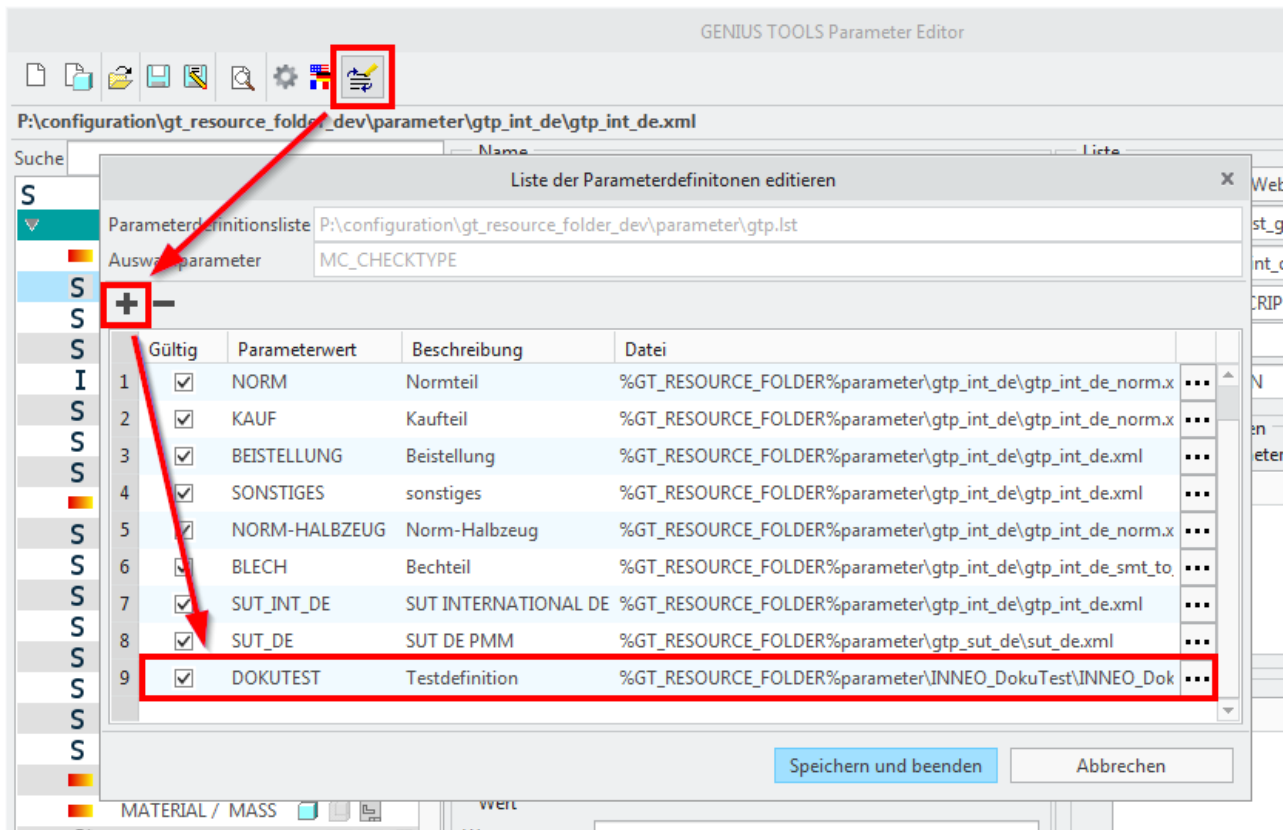 GENIUS TOOLS Parameter Editor
P:\configuration\gt_resource_folder_dev\parameter\gtp_int_de\gtp_int_de.xml
Suche
Name
Liste
Liste der Parameterdefinitonen editieren
Parameterdefinitionsliste P:\configuration\gt_resource_folder_dev\parameter\gtp.lst
Auswahlparameter MC_CHECKTYPE
Gültig Parameterwert Beschreibung Datei
1 NORM Normteil %GT_RESOURCE_FOLDER%parameter\gtp_int_de\gtp_int_de_norm.x ...
2 KAUF Kaufteil %GT_RESOURCE_FOLDER%parameter\gtp_int_de\gtp_int_de_norm.x ...
3 BEISTELLUNG Beistellung %GT_RESOURCE_FOLDER%parameter\gtp_int_de\gtp_int_de.xml ...
4 SONSTIGES sonstiges %GT_RESOURCE_FOLDER%parameter\gtp_int_de\gtp_int_de.xml ...
5 NORM-HALBZEUG Norm-Halbzeug %GT_RESOURCE_FOLDER%parameter\gtp_int_de\gtp_int_de_norm.x ...
6 BLECH Bechteil %GT_RESOURCE_FOLDER%parameter\gtp_int_de\gtp_int_de_smt_to_ ...
7 SUT_INT_DE SUT INTERNATIONAL DE %GT_RESOURCE_FOLDER%parameter\gtp_int_de\gtp_int_de.xml ...
8 SUT_DE SUT DE PMM %GT_RESOURCE_FOLDER%parameter\gtp_sut_de\sut_de.xml ...
9 DOKUTEST Testdefinition %GT_RESOURCE_FOLDER%parameter\INNEO_DokuTest\INNEO_Dok ...
Speichern und beenden Abbrechen
MATERIAL / MASS
Wert